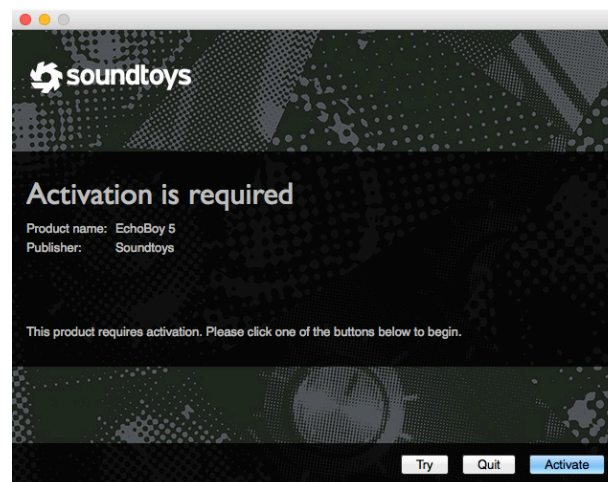 soundtoys
Activation is required
Product name: EchoBoy 5
Publisher: Soundtoys
This product requires activation. Please click one of the buttons below to begin.
Try Quit Activate